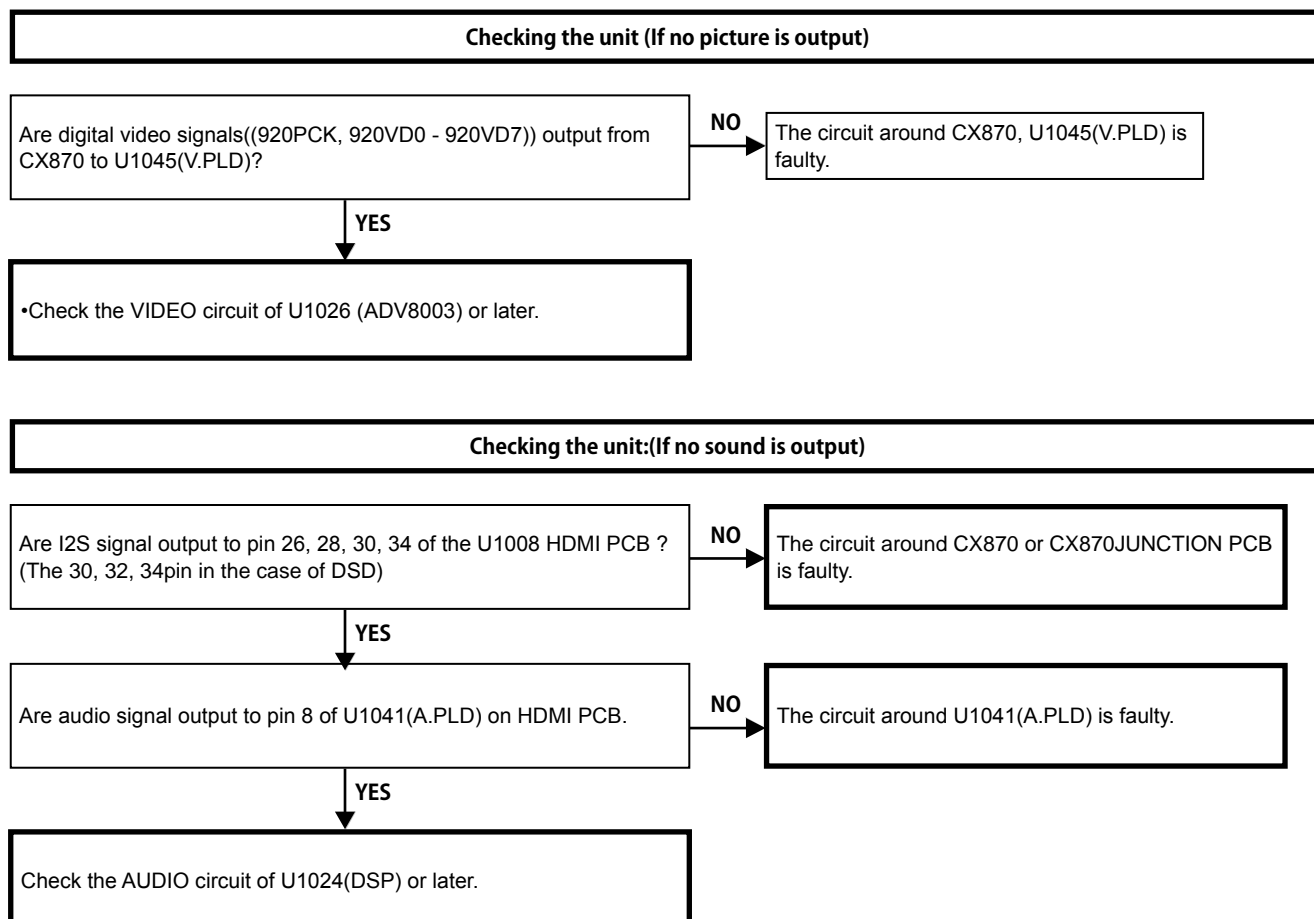 Checking the unit (If no picture is output)
Are digital video signals((920PCK, 920VD0 - 920VD7)) output from
CX870 to U1045(V.PLD)?
NO
The circuit around CX870, U1045(V.PLD) is
faulty.
YES
•Check the VIDEO circuit of U1026 (ADV8003) or later.
Checking the unit:(If no sound is output)
Are I2S signal output to pin 26, 28, 30, 34 of the U1008 HDMI PCB ?
(The 30, 32, 34pin in the case of DSD)
NO
The circuit around CX870 or CX870JUNCTION PCB
is faulty.
YES
Are audio signal output to pin 8 of U1041(A.PLD) on HDMI PCB.
NO
The circuit around U1041(A.PLD) is faulty.
YES
Check the AUDIO circuit of U1024(DSP) or later.